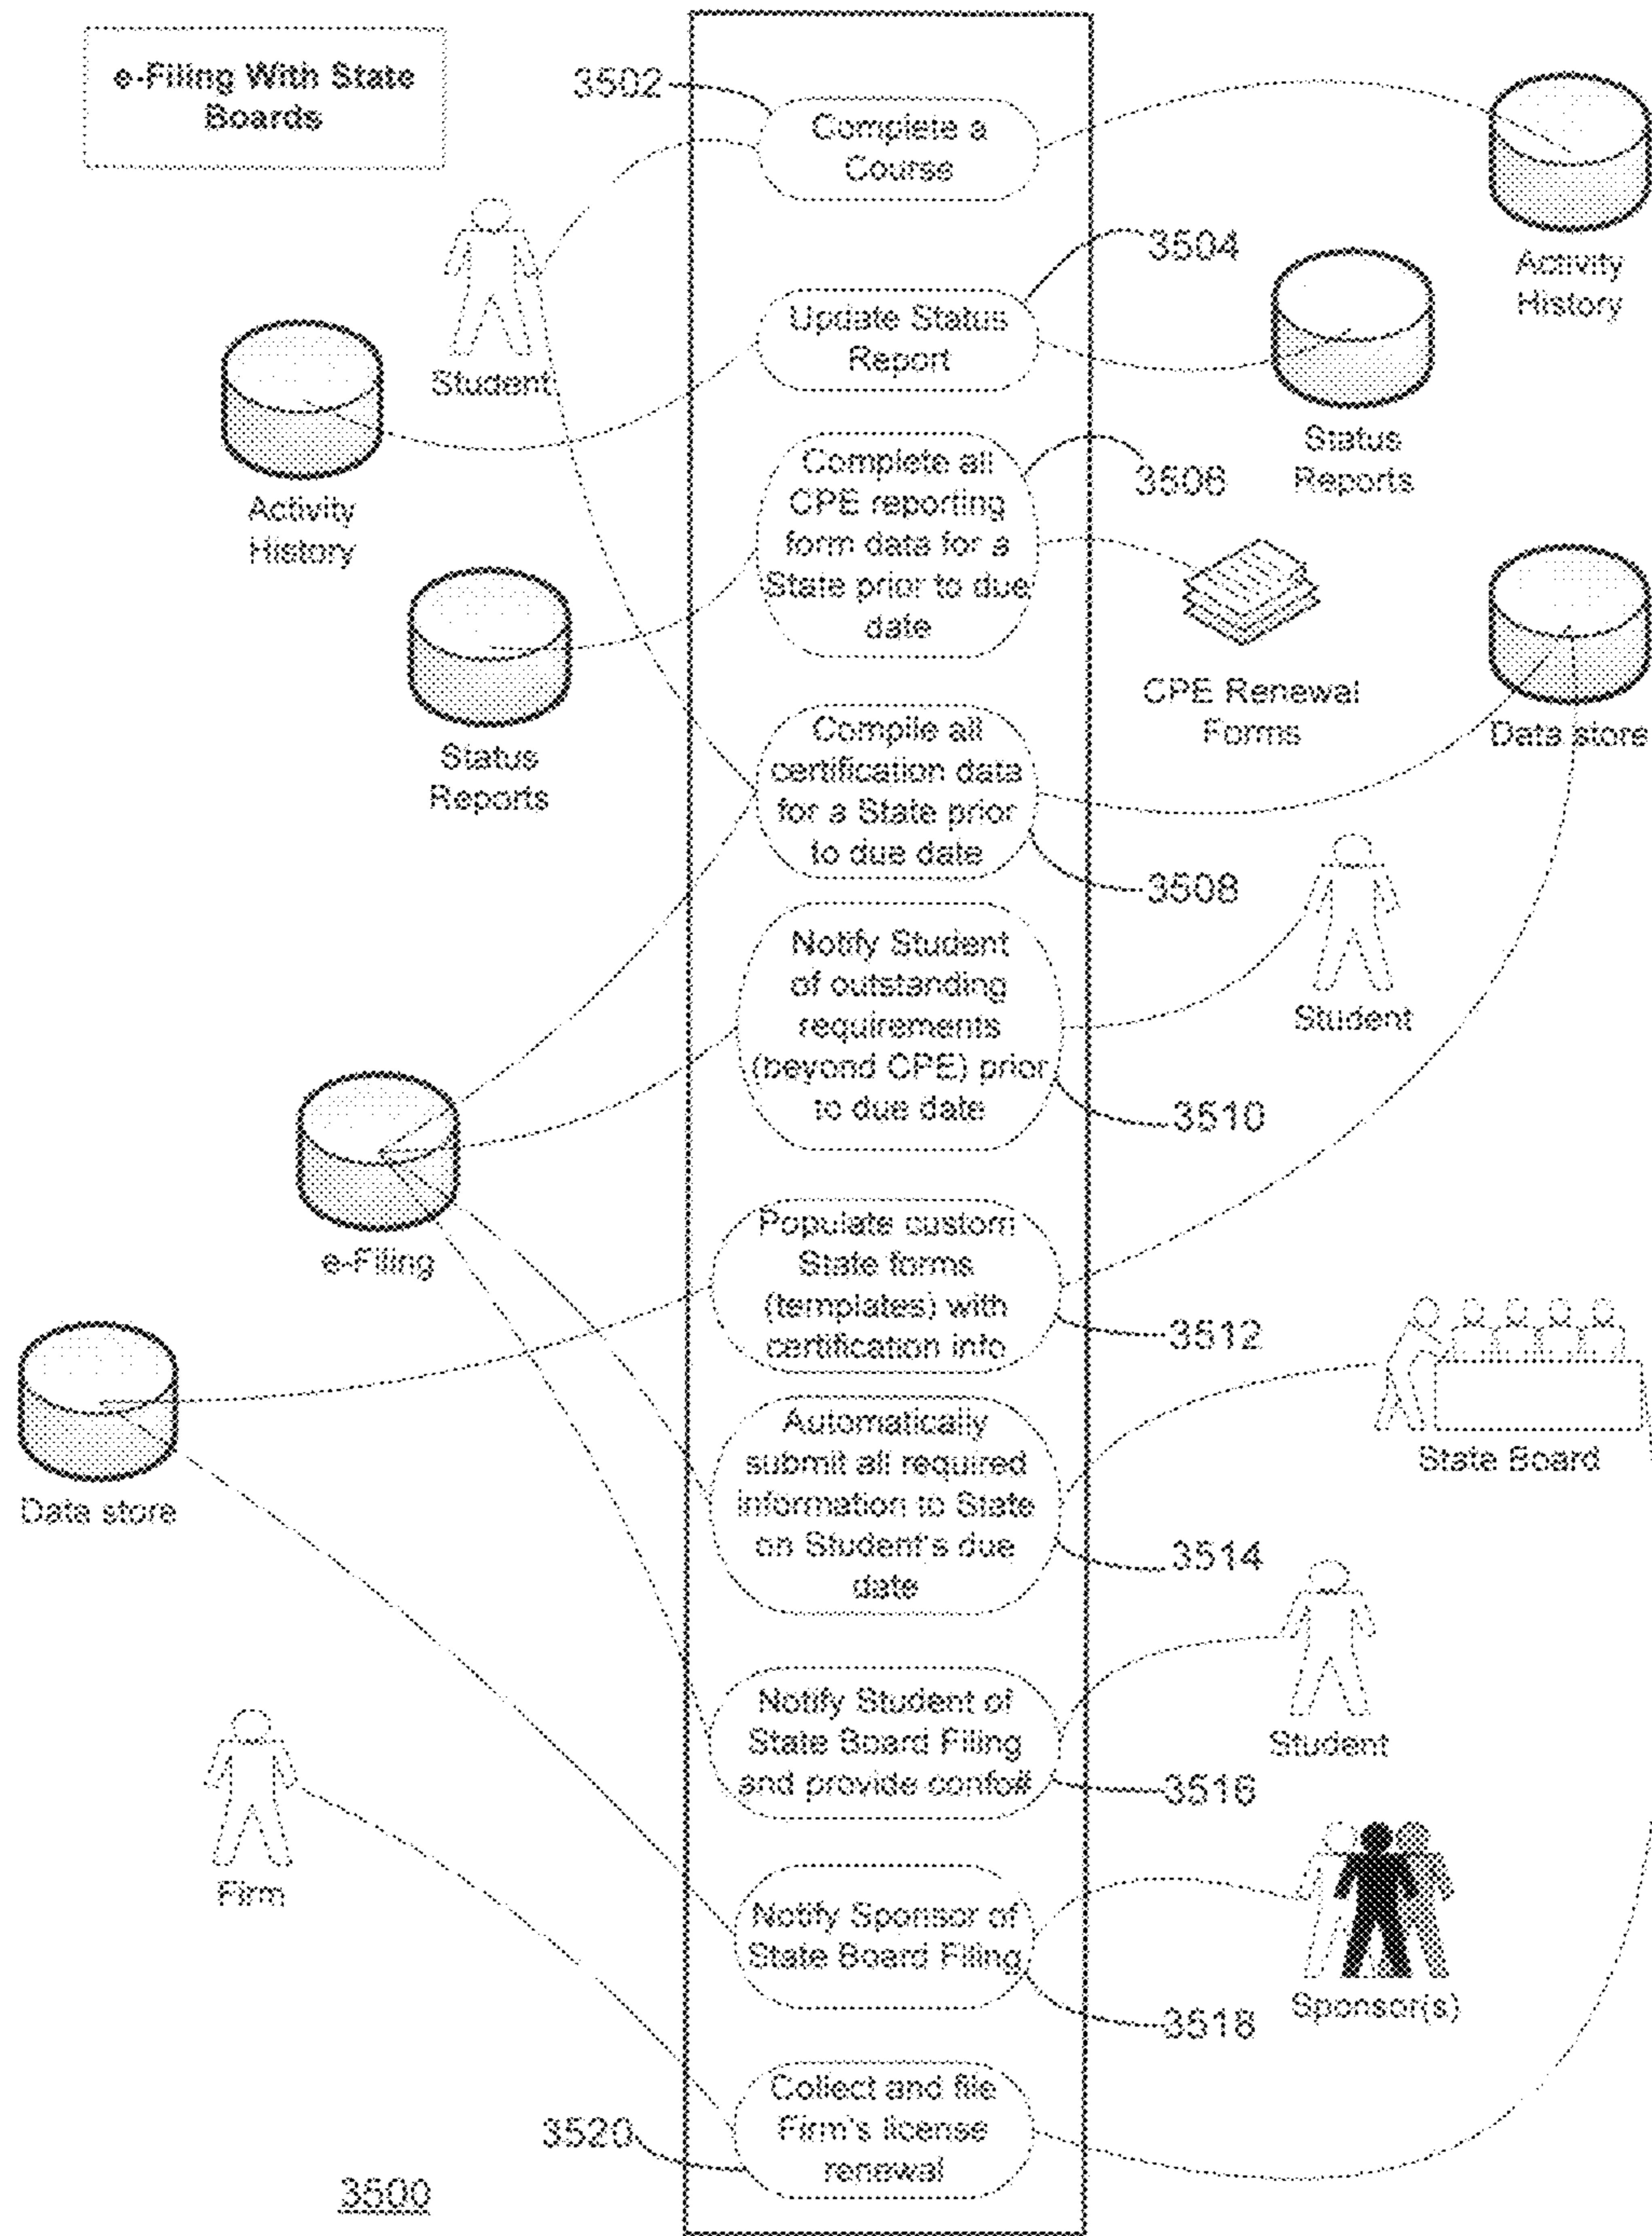 e-Filing With State
Boards
3502
Complete a
Course
Activity
History
Student
3504
Update Status
Report
Status
Reports
Activity
History
3506
Complete all
CPE reporting
form data for a
State prior to due
date
CPE Renewal
Forms
Data store
Status
Reports
Compile all
certification data
for a State prior
to due date
3508
Student
Notify Student
of outstanding
requirements
(beyond CPE) prior
to due date
3510
e-Filing
Populate custom
State forms
(templates) with
certification info
3512
State Board
Data store
Automatically
submit all required
information to State
on Student's due
date
3514
Student
Notify Student of
State Board Filing
and provide confo#
3516
Firm
Notify Sponsor of
State Board Filing
3518
Sponsor(s)
Collect and file
Firm's license
renewal
3520
3500